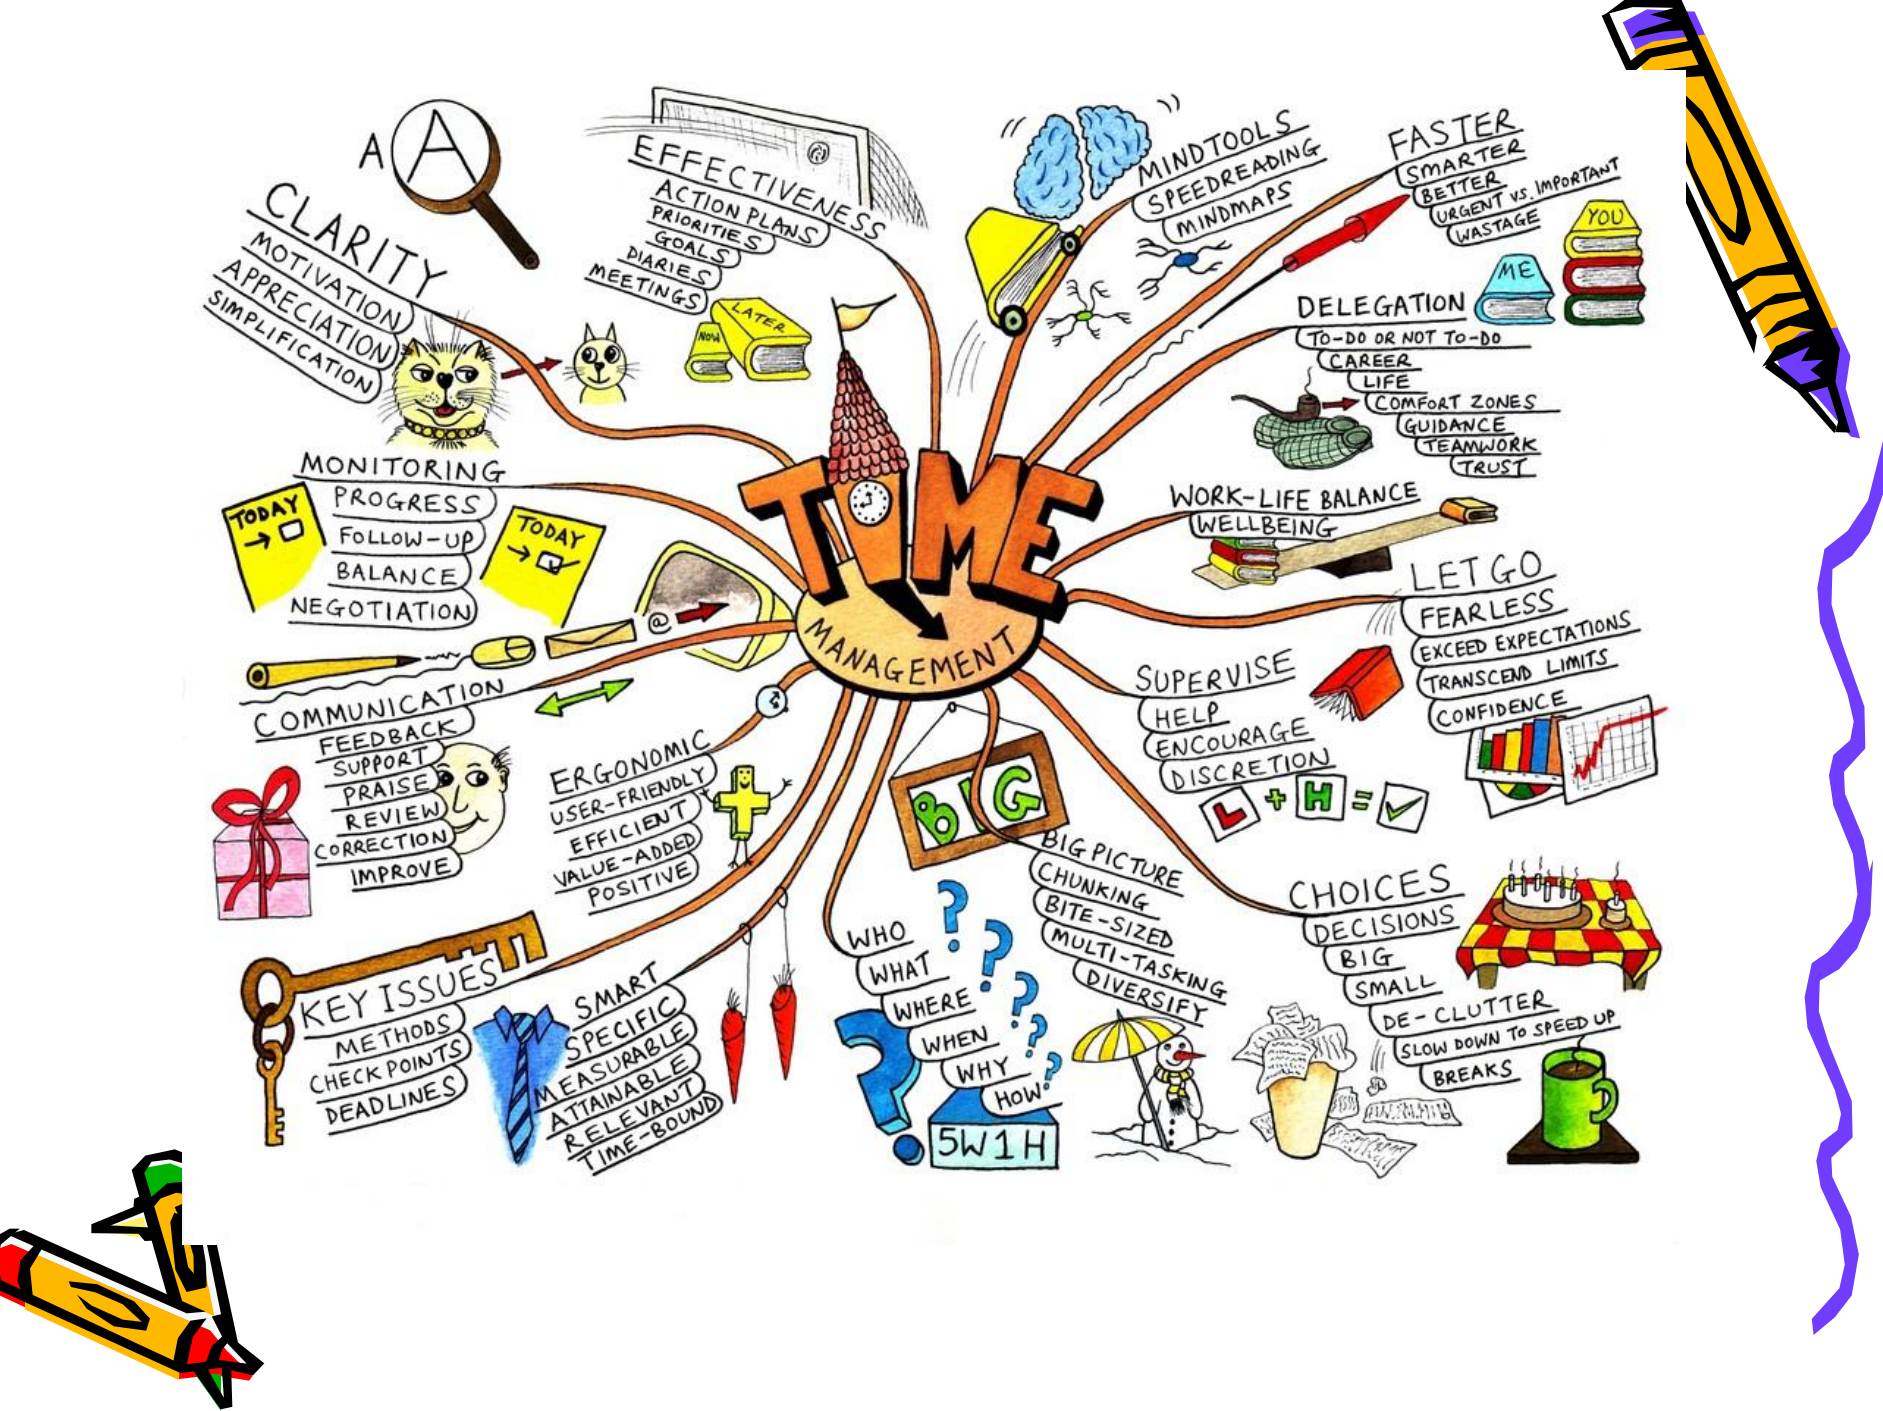 TIME
MANAGEMENT
A
A
CLARITY
MOTIVATION
APPRECIATION
SIMPLIFICATION
EFFECTIVENESS
ACTION PLANS
PRIORITIES
GOALS
DIARIES
MEETINGS
NOW
LATER
MINDTOOLS
SPEEDREADING
MINDMAPS
FASTER
SMARTER
BETTER
URGENT VS. IMPORTANT
WASTAGE
YOU
ME
DELEGATION
TO-DO OR NOT TO-DO
CAREER
LIFE
COMFORT ZONES
GUIDANCE
TEAMWORK
TRUST
WORK-LIFE BALANCE
WELLBEING
LET GO
FEARLESS
EXCEED EXPECTATIONS
TRANSCEND LIMITS
CONFIDENCE
SUPERVISE
HELP
ENCOURAGE
DISCRETION
L + H = ✓
CHOICES
DECISIONS
BIG
SMALL
DE-CLUTTER
SLOW DOWN TO SPEED UP
BREAKS
BIG
BIG PICTURE
CHUNKING
BITE-SIZED
MULTI-TASKING
DIVERSIFY
WHO
WHAT
WHERE
WHEN
WHY
HOW
? ? ? ? ? ?
?
5W1H
SMART
SPECIFIC
MEASURABLE
ATTAINABLE
RELEVANT
TIME-BOUND
KEY ISSUES
METHODS
CHECK POINTS
DEADLINES
ERGONOMIC
USER-FRIENDLY
EFFICIENT
VALUE-ADDED
POSITIVE
@
COMMUNICATION
FEEDBACK
SUPPORT
PRAISE
REVIEW
CORRECTION
IMPROVE
MONITORING
PROGRESS
FOLLOW-UP
BALANCE
NEGOTIATION
TODAY
TODAY